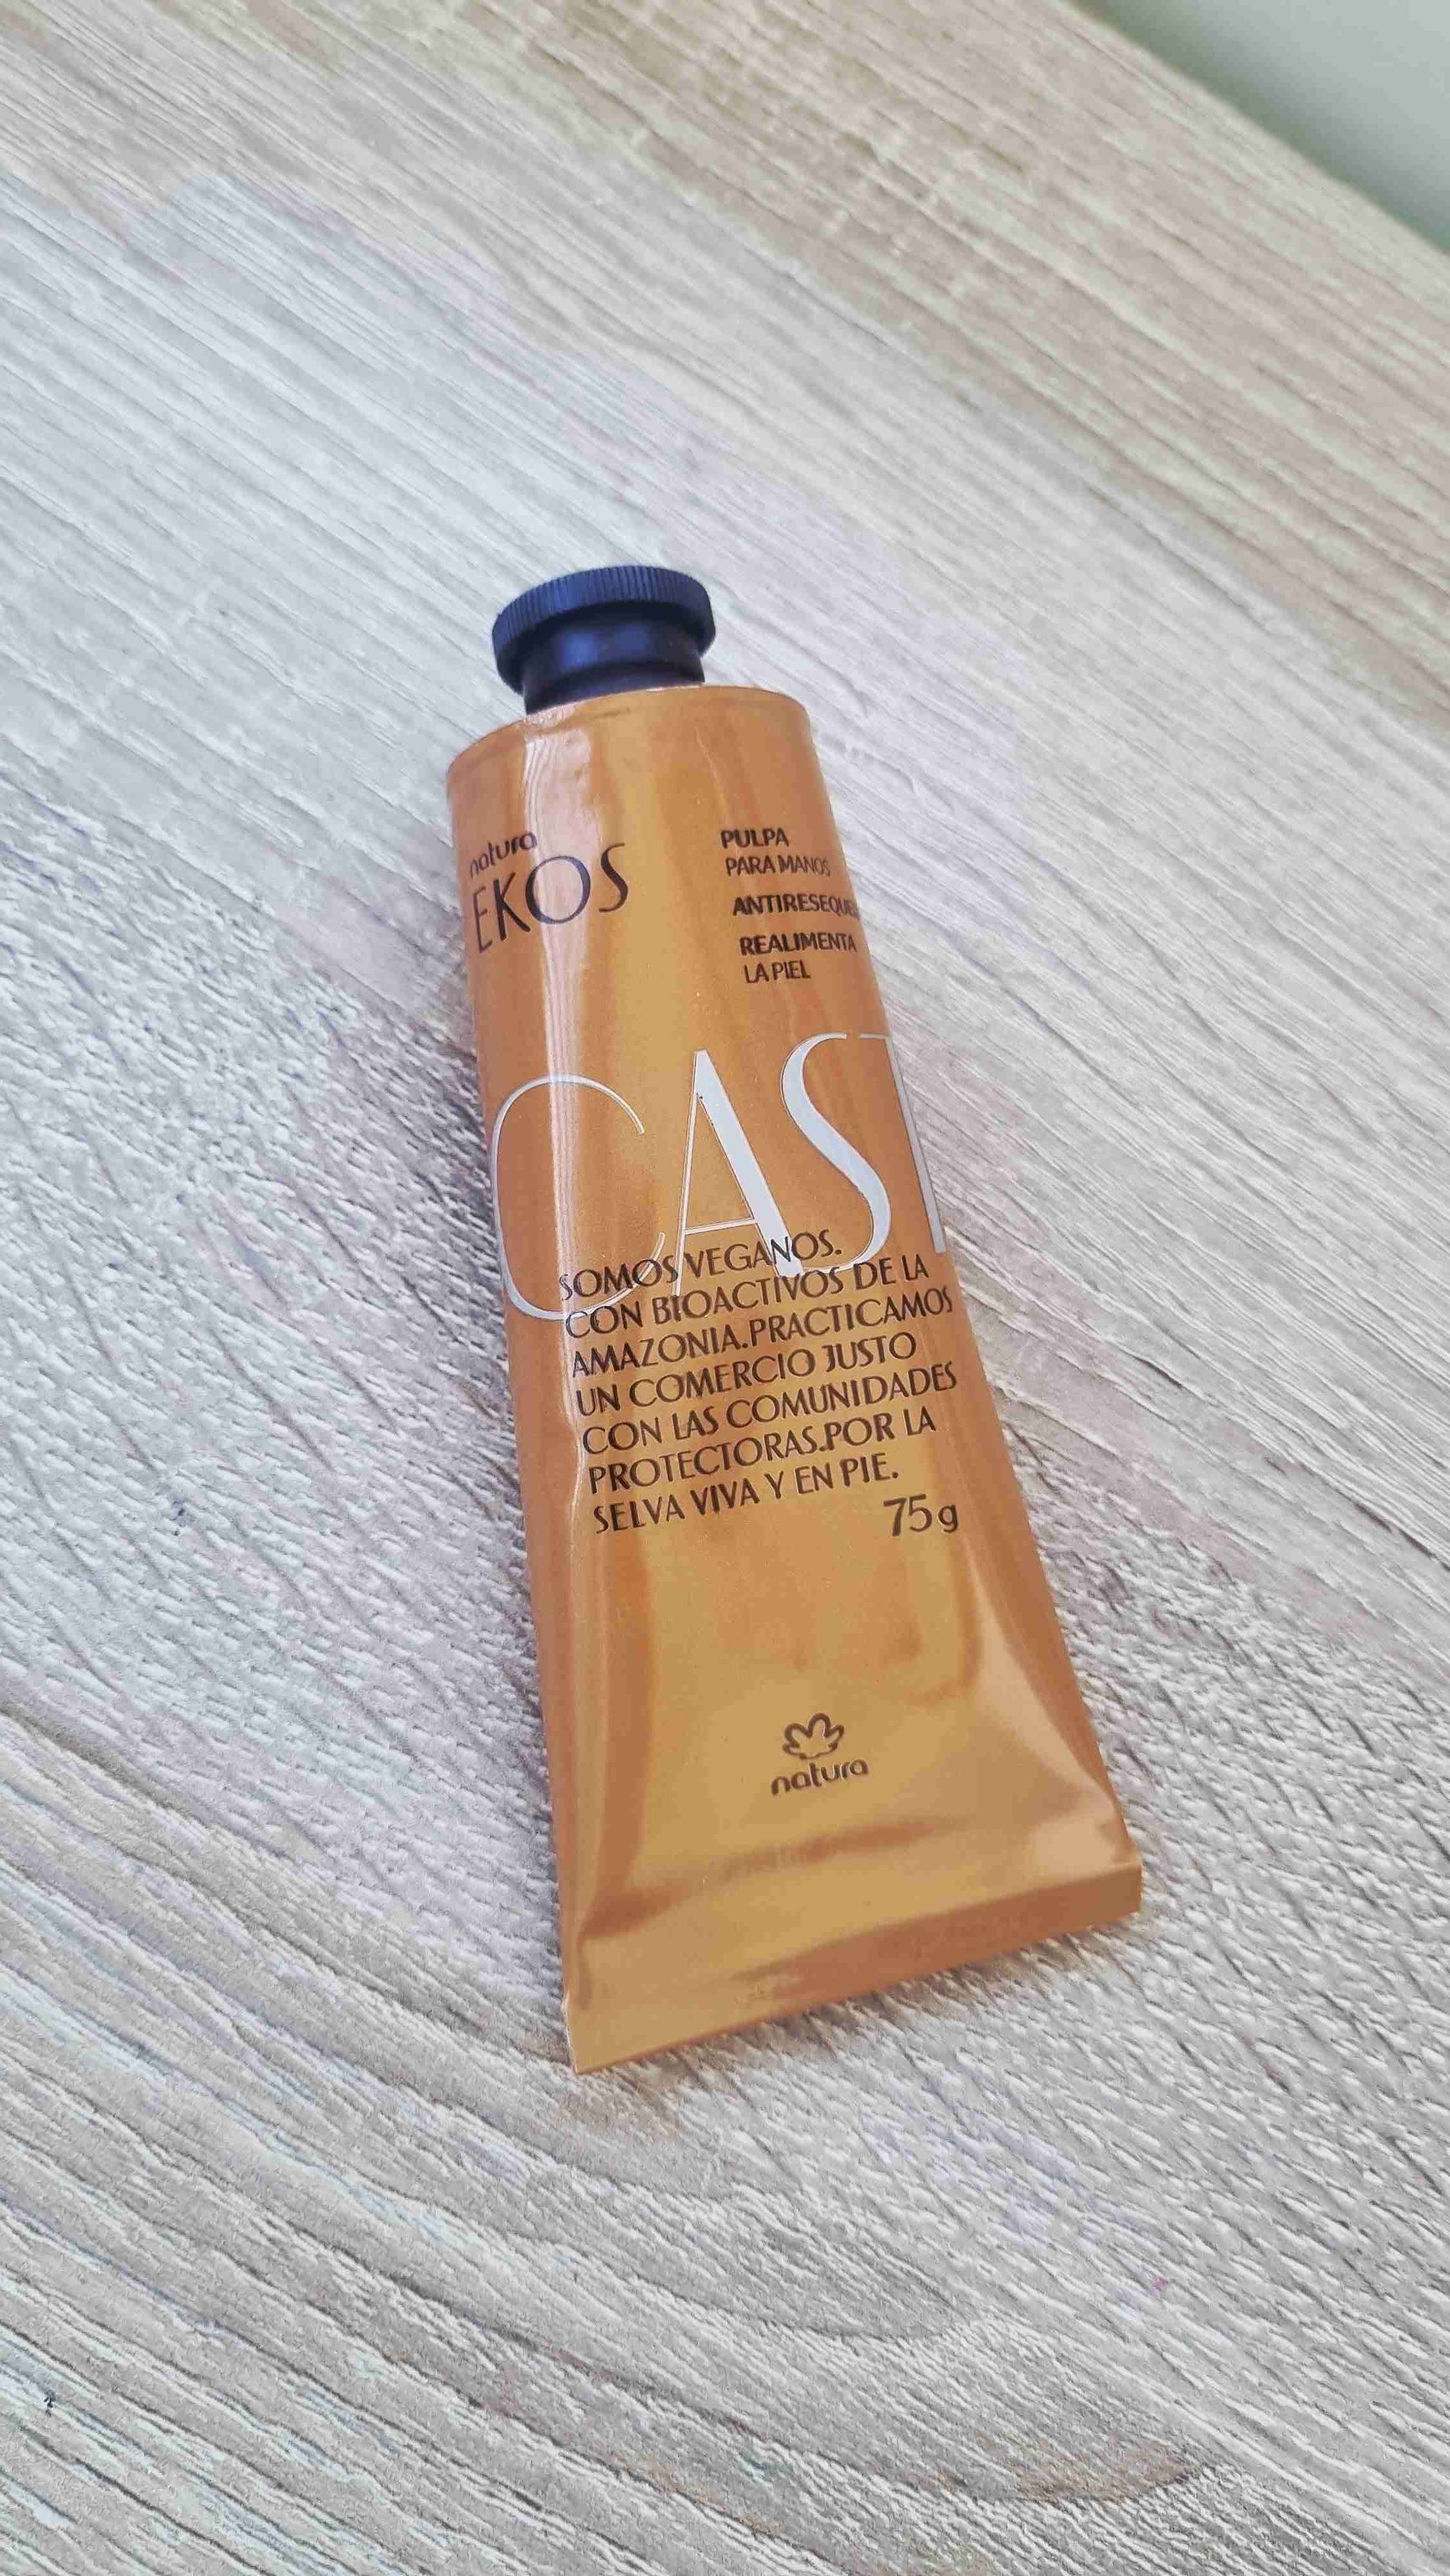 natura
EKOS
PULPA
PARA MANOS
REALIMENTA
LA PIEL
CAST
SOMOS VEGANOS.
CON BIOACTIVOS DE LA
AMAZONIA.PRACTICAMOS
UN COMERCIO JUSTO
CON LAS COMUNIDADES
PROTECTORAS.POR LA
SELVA VIVA Y EN PIE.
75g
natura